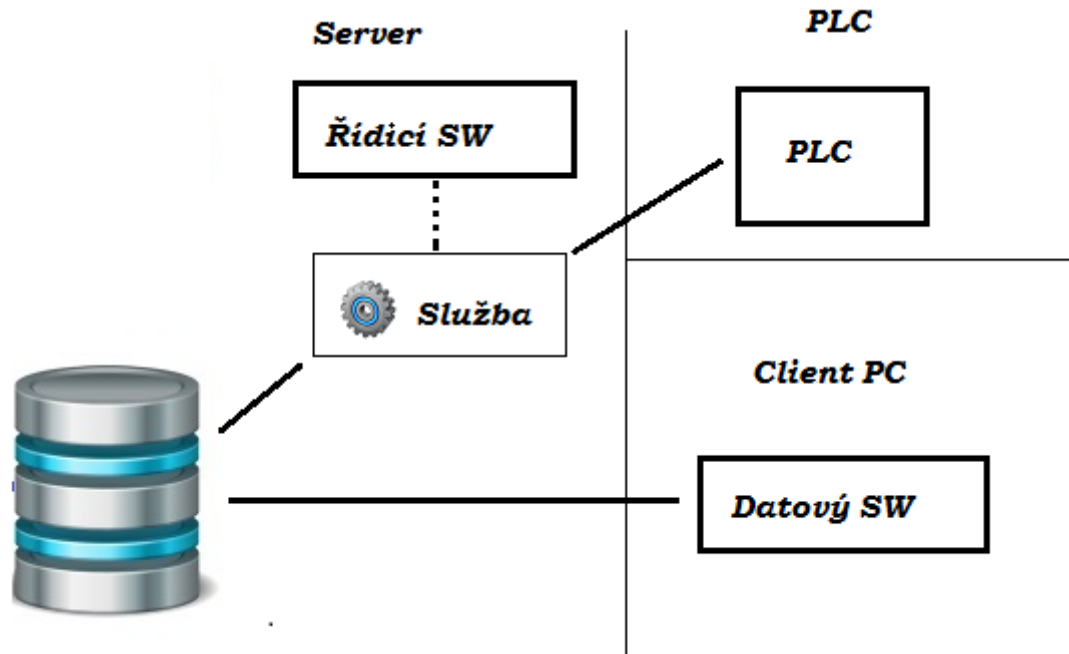 Server
PLC
Řídicí SW
PLC
Služba
Client PC
Datový SW